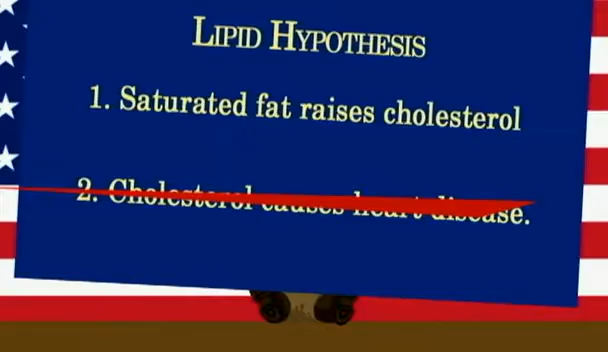 LIPID HYPOTHESIS
1. Saturated fat raises cholesterol
2. Cholesterol causes heart disease.